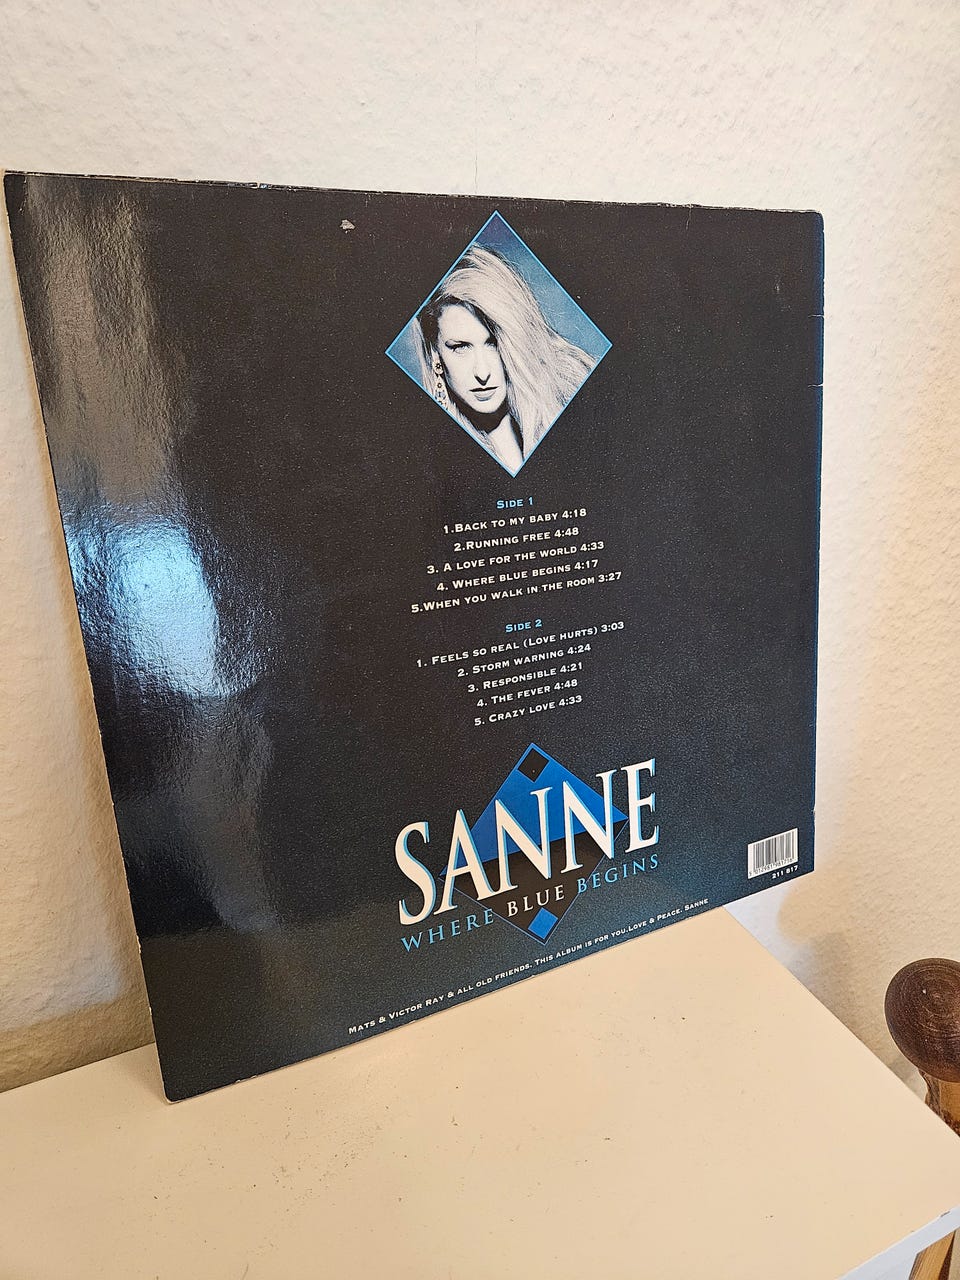 SIDE 1
1.BACK TO MY BABY 4:18
2.RUNNING FREE 4:48
3. A LOVE FOR THE WORLD 4:33
4. WHERE BLUE BEGINS 4:17
5.WHEN YOU WALK IN THE ROOM 3:27
SIDE 2
1. FEELS SO REAL (LOVE HURTS) 3:03
2. STORM WARNING 4:24
3. RESPONSIBLE 4:21
4. THE FEVER 4:48
5. CRAZY LOVE 4:33
SANNE
WHERE BLUE BEGINS
211 817
MATS & VICTOR RAY & ALL OLD FRIENDS. THIS ALBUM IS FOR YOU.LOVE & PEACE. SANNE